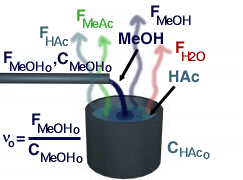 F_MeAc
F_MeOH
F_HAc
MeOH
F_H2O
F_MeOHo, C_MeOHo
HAc
ν_o = F_MeOHo / C_MeOHo
C_HAco